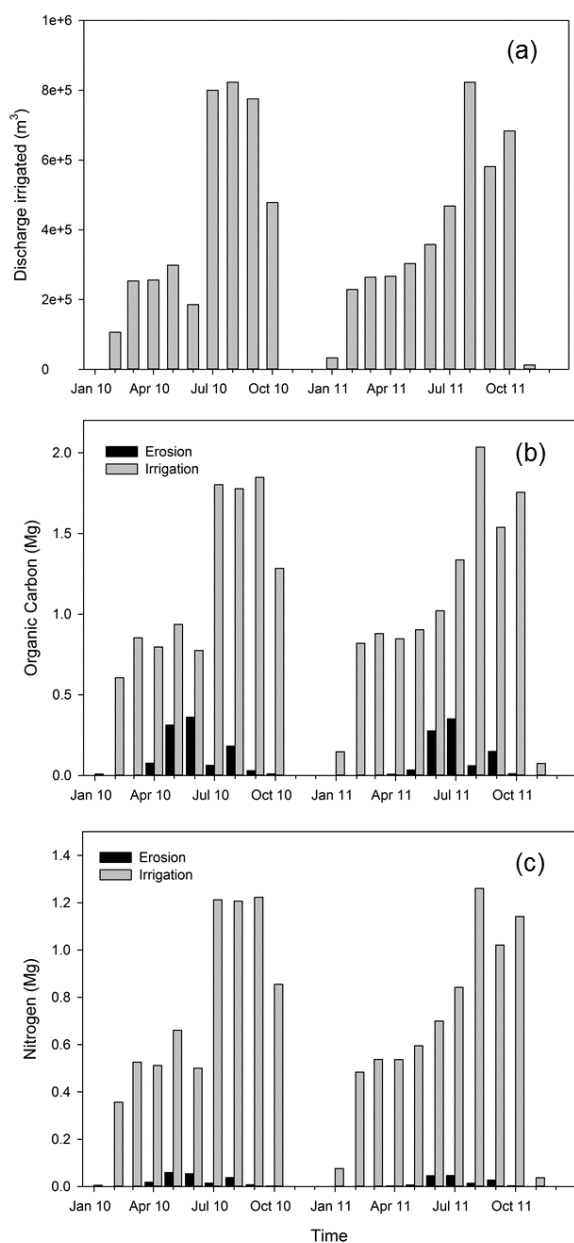 (a)
Discharge irrigated (m³)
1e+6
8e+5
6e+5
4e+5
2e+5
0
Jan 10 Apr 10 Jul 10 Oct 10 Jan 11 Apr 11 Jul 11 Oct 11
(b)
Erosion
Irrigation
Organic Carbon (Mg)
2.0
1.5
1.0
0.5
0.0
Jan 10 Apr 10 Jul 10 Oct 10 Jan 11 Apr 11 Jul 11 Oct 11
(c)
Erosion
Irrigation
Nitrogen (Mg)
1.4
1.2
1.0
0.8
0.6
0.4
0.2
0.0
Jan 10 Apr 10 Jul 10 Oct 10 Jan 11 Apr 11 Jul 11 Oct 11
Time